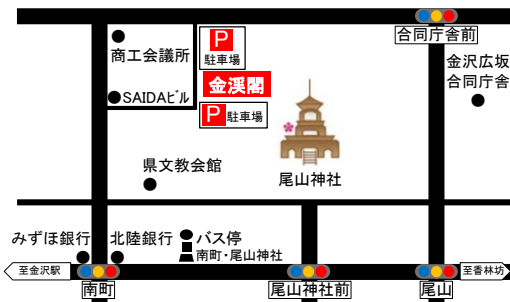 合同庁舎前
商工会議所
P
駐車場
金沢広坂
合同庁舎
金渓閣
SAIDAビル
P 駐車場
県文教会館
尾山神社
みずほ銀行
北陸銀行
バス停
南町・尾山神社
至金沢駅
至香林坊
南町
尾山神社前
尾山